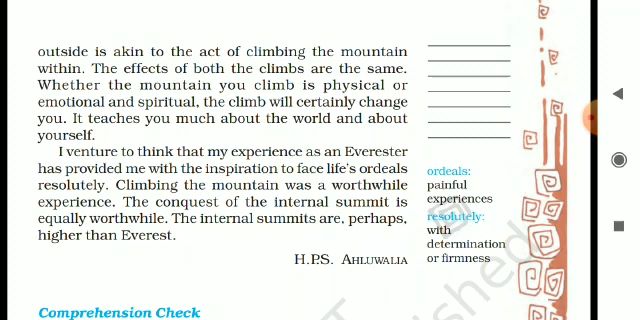 outside is akin to the act of climbing the mountain
within. The effects of both the climbs are the same.
Whether the mountain you climb is physical or
emotional and spiritual, the climb will certainly change
you. It teaches you much about the world and about
yourself.
I venture to think that my experience as an Everester
has provided me with the inspiration to face life's ordeals
resolutely. Climbing the mountain was a worthwhile
experience. The conquest of the internal summit is
equally worthwhile. The internal summits are, perhaps,
higher than Everest.
H.P.S. AHLUWALIA
ordeals:
painful
experiences
resolutely:
with
determination
or firmness
Comprehension Check